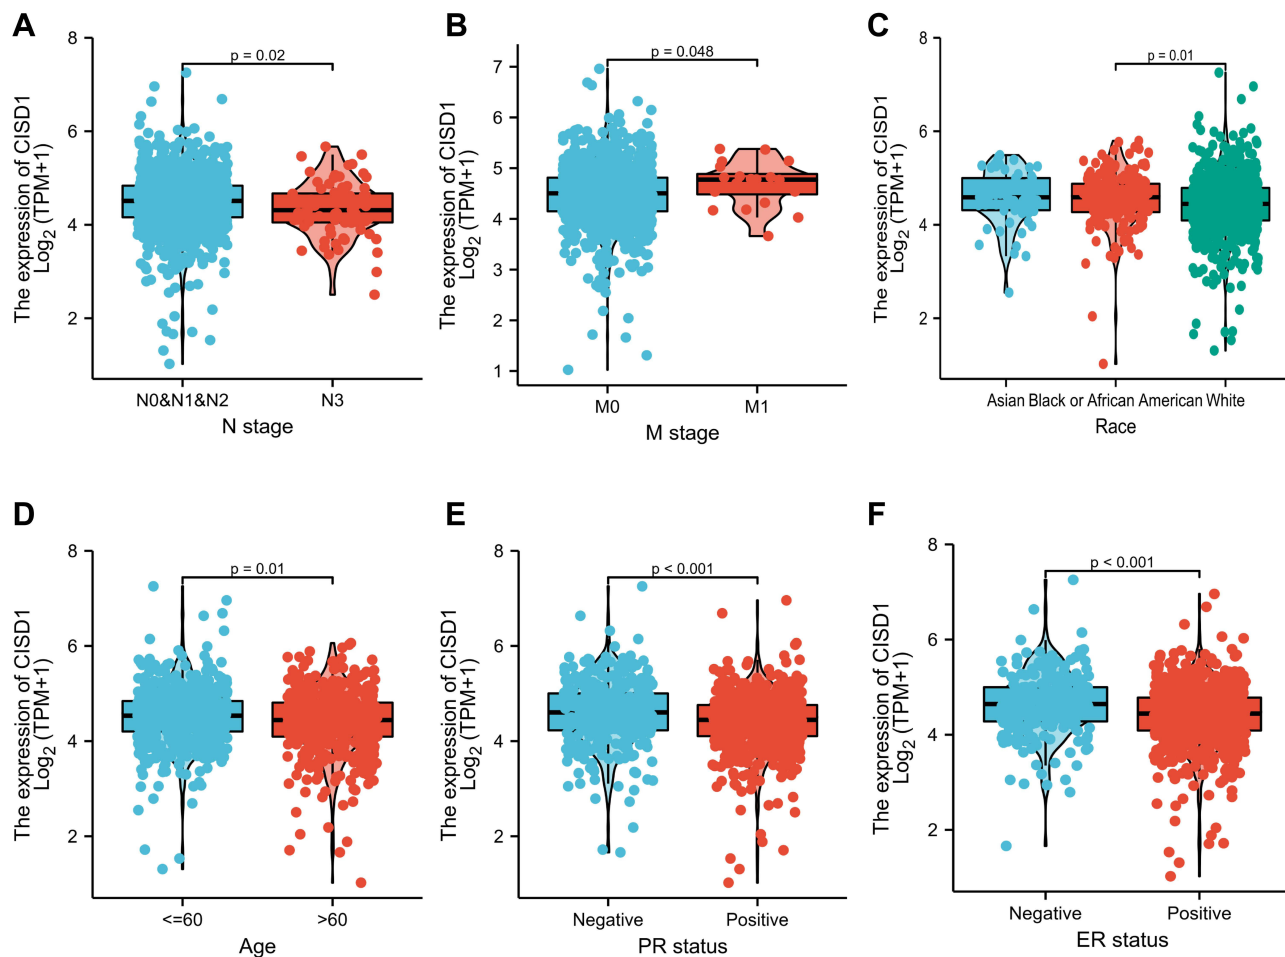 A
The expression of CISD1
Log2 (TPM+1)
8
6
4
2
p = 0.02
N0&N1&N2
N3
N stage
B
The expression of CISD1
Log2 (TPM+1)
7
6
5
4
3
2
1
p = 0.048
M0
M1
M stage
C
The expression of CISD1
Log2 (TPM+1)
8
6
4
2
p = 0.01
Asian Black or African American White
Race
D
The expression of CISD1
Log2 (TPM+1)
8
6
4
2
p = 0.01
<=60
>60
Age
E
The expression of CISD1
Log2 (TPM+1)
8
6
4
2
p < 0.001
Negative
Positive
PR status
F
The expression of CISD1
Log2 (TPM+1)
8
6
4
2
p < 0.001
Negative
Positive
ER status